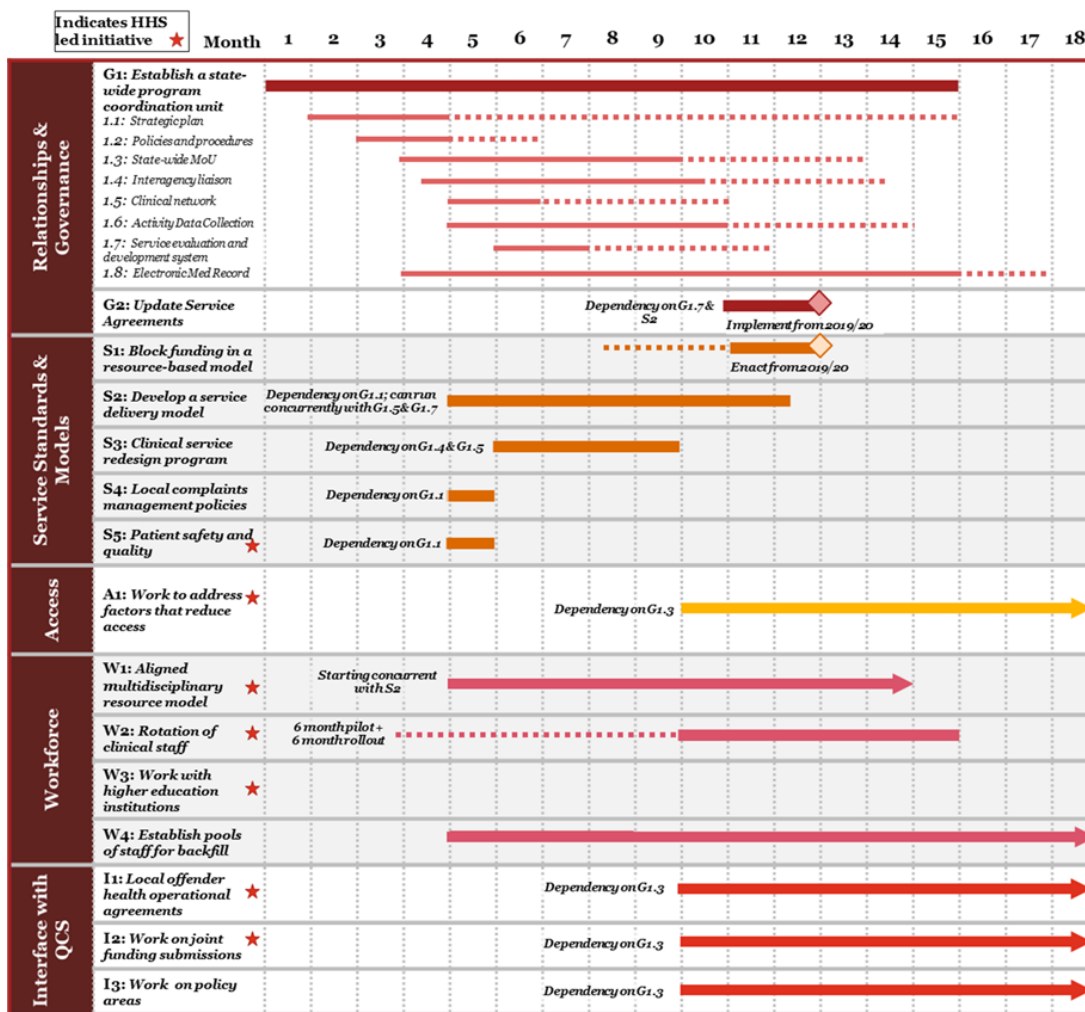 Indicates HHS
led initiative
Month 1 2 3 4 5 6 7 8 9 10 11 12 13 14 15 16 17 18
Relationships &
Governance
G1: Establish a state-
wide program
coordination unit
1.1: Strategic plan
1.2: Policies and procedures
1.3: State-wide MoU
1.4: Interagency liaison
1.5: Clinical network
1.6: Activity Data Collection
1.7: Service evaluation and
development system
1.8: Electronic Med Record
G2: Update Service
Agreements
Dependency on G1.7 &
S2
Implement from 2019/20
Service Standards &
Models
S1: Block funding in a
resource-based model
Enact from 2019/20
S2: Develop a service
delivery model
Dependency on G1.1; can run
concurrently with G1.5 & G1.7
S3: Clinical service
redesign program
Dependency on G1.4 & G1.5
S4: Local complaints
management policies
Dependency on G1.1
S5: Patient safety and
quality
Dependency on G1.1
Access
A1: Work to address
factors that reduce
access
Dependency on G1.3
Workforce
W1: Aligned
multidisciplinary
resource model
Starting concurrent
with S2
W2: Rotation of
clinical staff
6 month pilot +
6 month rollout
W3: Work with
higher education
institutions
W4: Establish pools
of staff for backfill
Interface with
QCS
I1: Local offender
health operational
agreements
Dependency on G1.3
I2: Work on joint
funding submissions
Dependency on G1.3
I3: Work on policy
areas
Dependency on G1.3